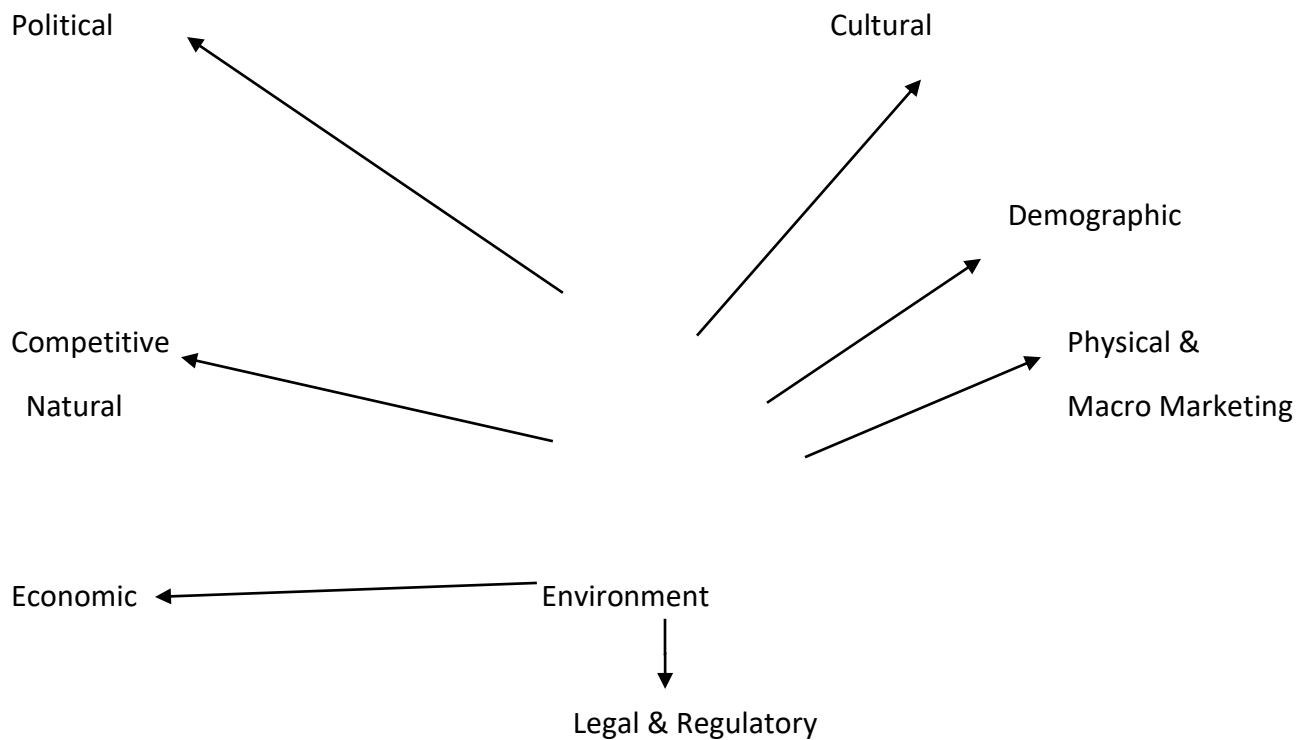 Political
Cultural
Demographic
Competitive
Natural
Physical &
Macro Marketing
Economic
Environment
Legal & Regulatory